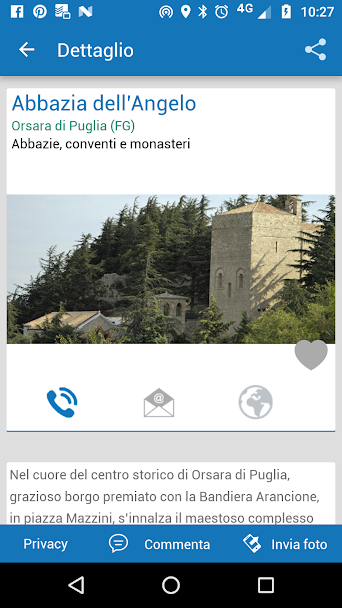 4G 10:27
Dettaglio
Abbazia dell'Angelo
Orsara di Puglia (FG)
Abbazie, conventi e monasteri
Nel cuore del centro storico di Orsara di Puglia,
grazioso borgo premiato con la Bandiera Arancione,
in piazza Mazzini, s'innalza il maestoso complesso
Privacy Commenta Invia foto